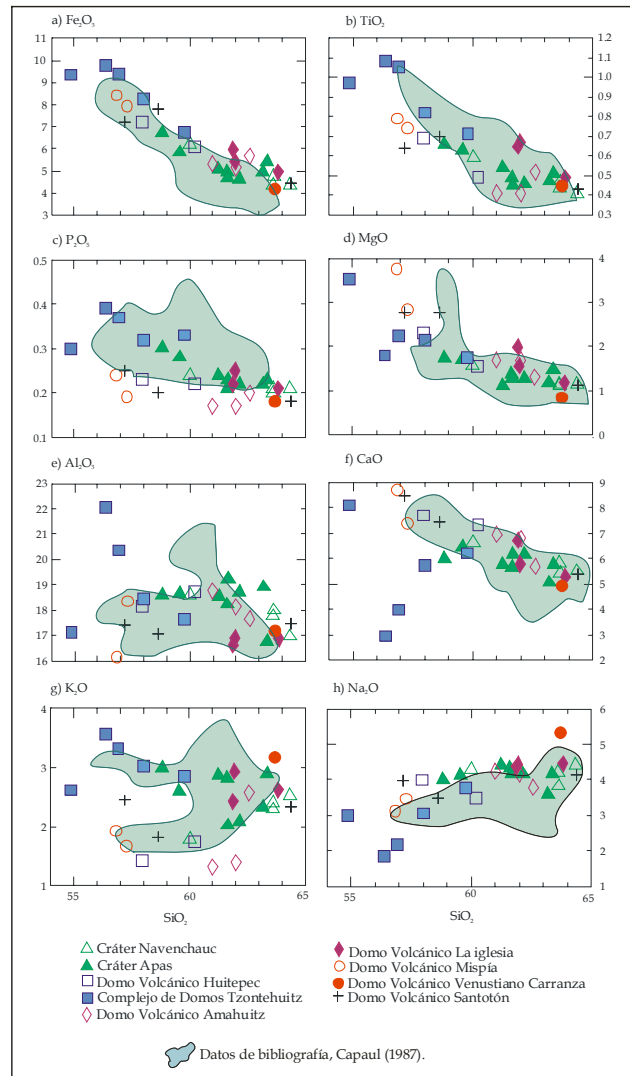 a) Fe₂O₃
b) TiO₂
11
10
9
8
7
6
5
4
3
1.2
1.1
1.0
0.9
0.8
0.7
0.6
0.5
0.4
0.3
c) P₂O₅
d) MgO
0.5
0.4
0.3
0.2
0.1
4
3
2
1
0
e) Al₂O₃
f) CaO
23
22
21
20
19
18
17
16
9
8
7
6
5
4
3
2
g) K₂O
h) Na₂O
4
3
2
1
6
5
4
3
2
1
55 60 65
55 60 65
SiO₂
SiO₂
Cráter Navenchauc
Cráter Apas
Domo Volcánico Huitepec
Complejo de Domos Tzontehuitz
Domo Volcánico Amahuitz
Domo Volcánico La iglesia
Domo Volcánico Mispía
Domo Volcánico Venustiano Carranza
Domo Volcánico Santotón
Datos de bibliografía, Capaul (1987).